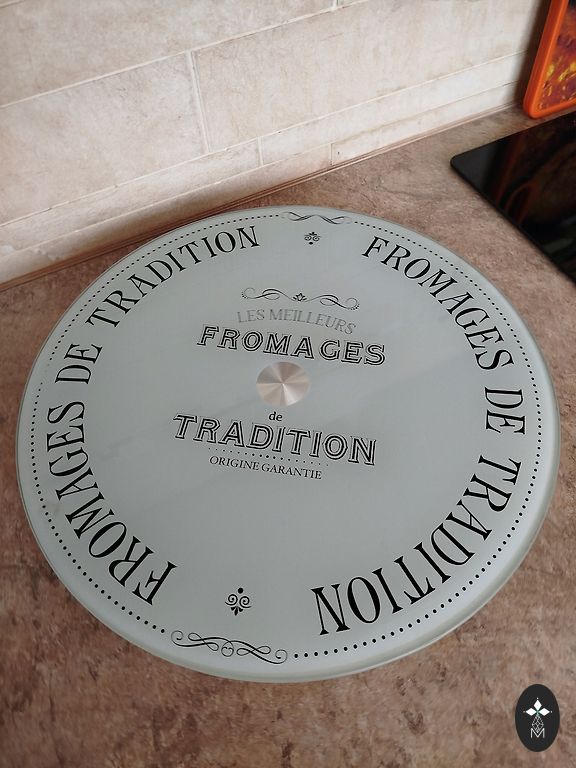 FROMAGES DE TRADITION
FROMAGES DE TRADITION
LES MEILLEURS
FROMAGES
de
TRADITION
ORIGINE GARANTIE
M